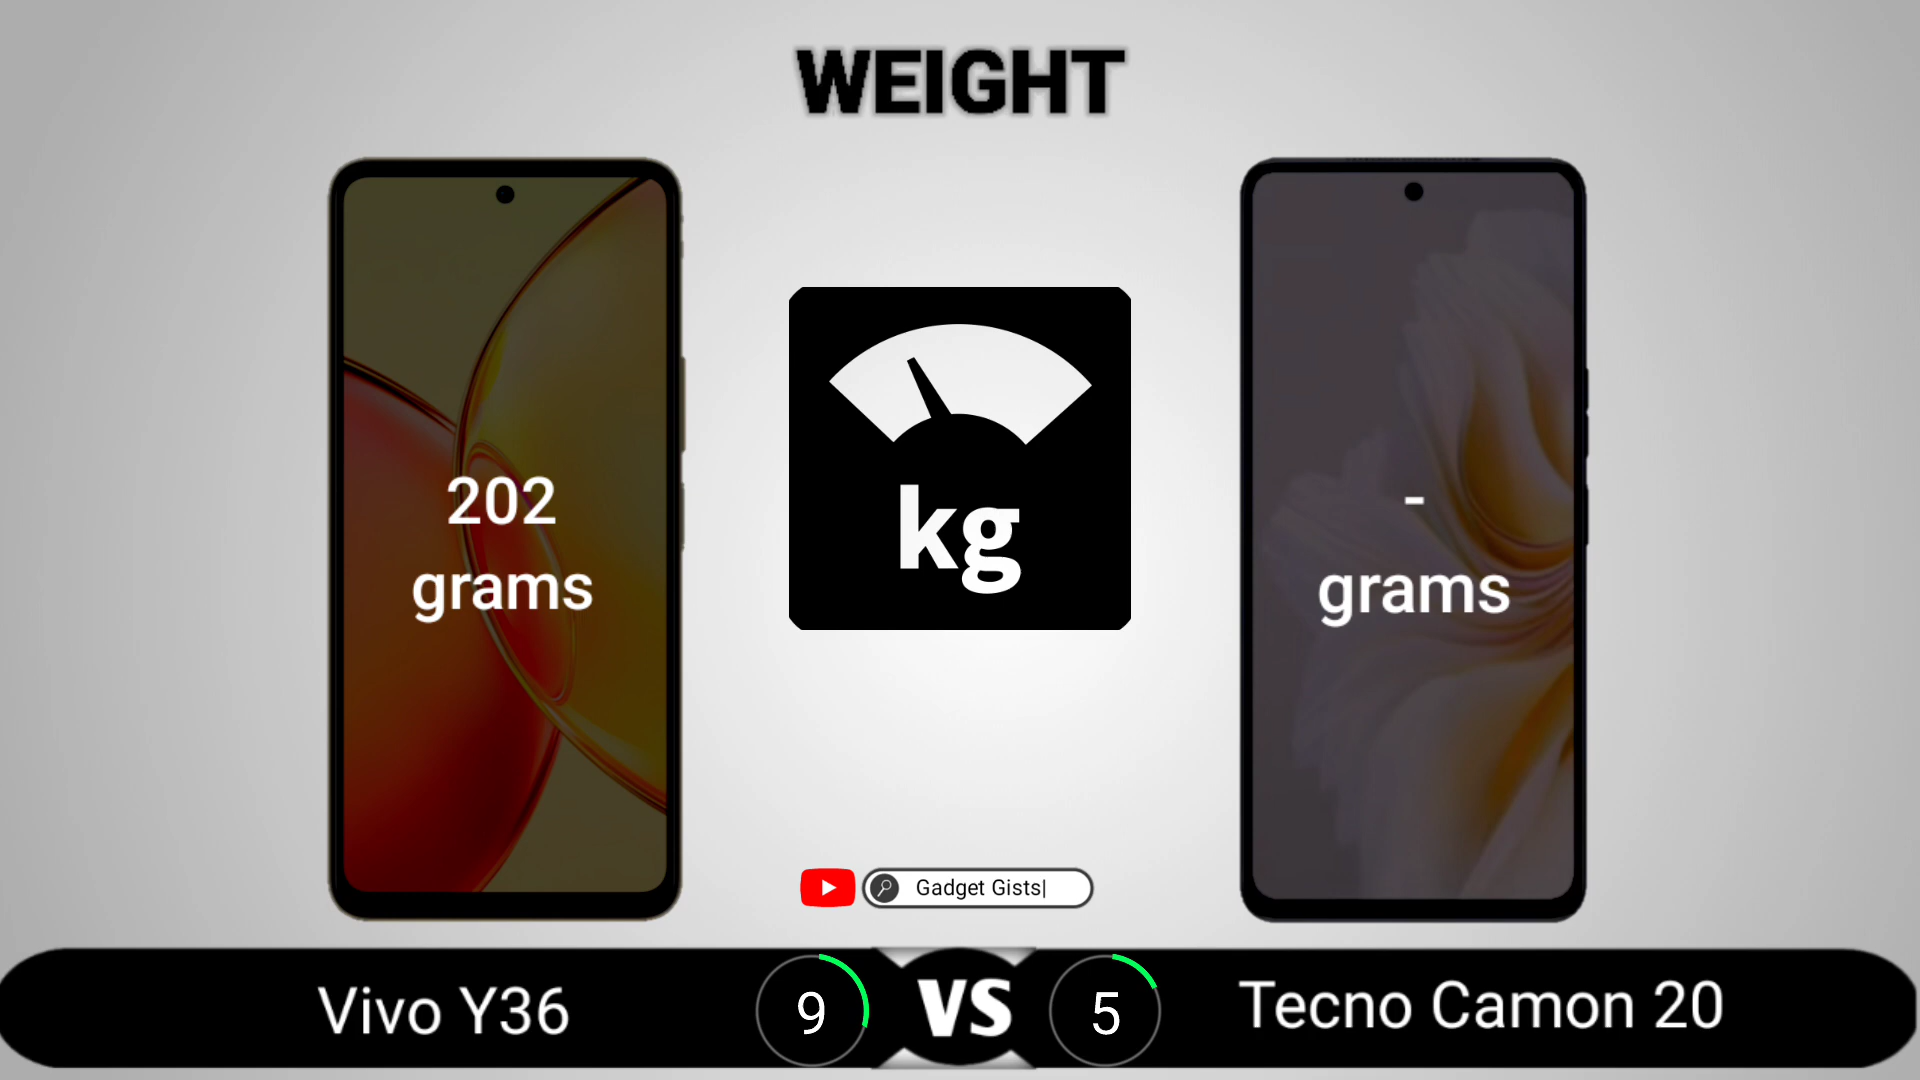 WEIGHT
202
grams
kg
-
grams
Gadget Gists|
Vivo Y36
9
VS
5
Tecno Camon 20